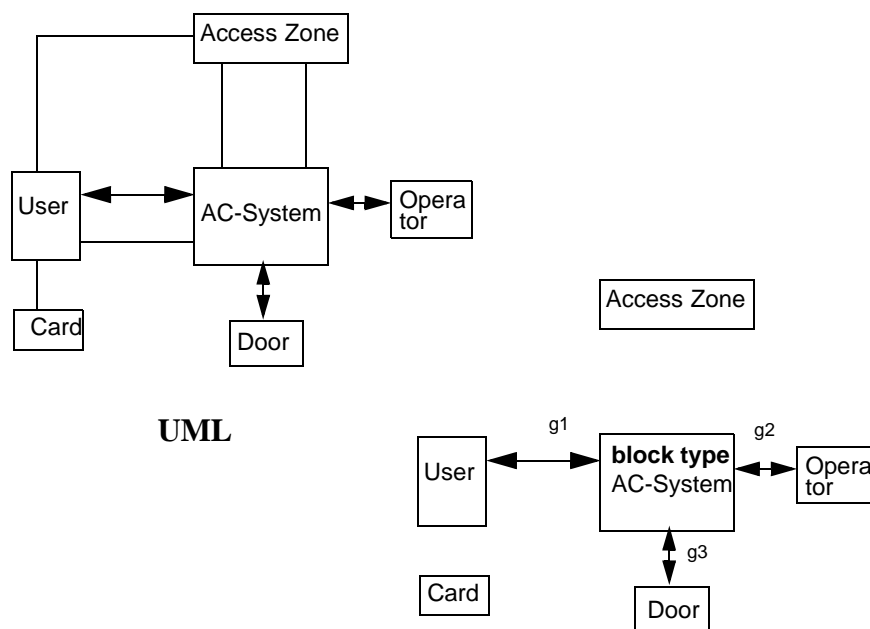 Access Zone
User
AC-System
Opera
tor
Card
Door
UML
Access Zone
g1
g2
User
block type
AC-System
Opera
tor
g3
Card
Door